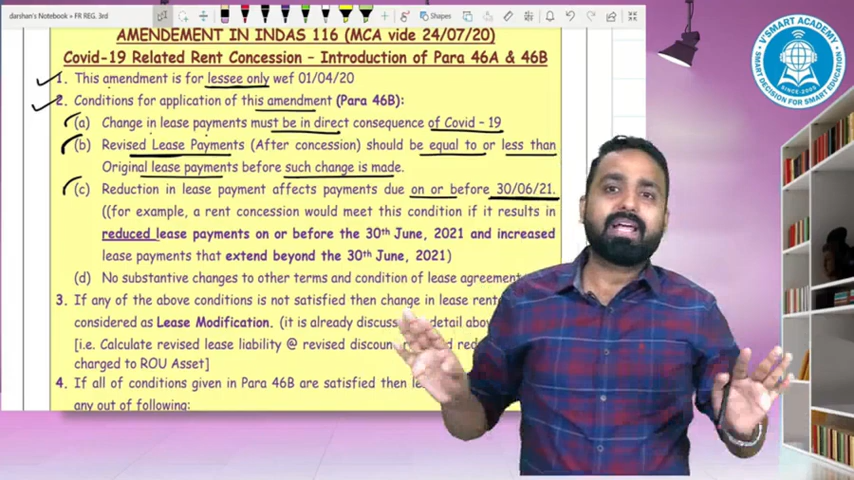 darshan's Notebook » FR REG. 3rd
Shapes
AMENDEMENT IN INDAS 116 (MCA vide 24/07/20)
Covid-19 Related Rent Concession – Introduction of Para 46A & 46B
1. This amendment is for lessee only wef 01/04/20
2. Conditions for application of this amendment (Para 46B):
(a) Change in lease payments must be in direct consequence of Covid – 19
(b) Revised Lease Payments (After concession) should be equal to or less than
Original lease payments before such change is made.
(c) Reduction in lease payment affects payments due on or before 30/06/21.
((for example, a rent concession would meet this condition if it results in
reduced lease payments on or before the 30th June, 2021 and increased
lease payments that extend beyond the 30th June, 2021)
(d) No substantive changes to other terms and condition of lease agreement
3. If any of the above conditions is not satisfied then change in lease rent
considered as Lease Modification. (it is already discuss detail above
[i.e. Calculate revised lease liability @ revised discoun
charged to ROU Asset]
4. If all of conditions given in Para 46B are satisfied then
any out of following:
V'SMART ACADEMY
SINCE-2009
SMART DECISION FOR SMART EDUCATION